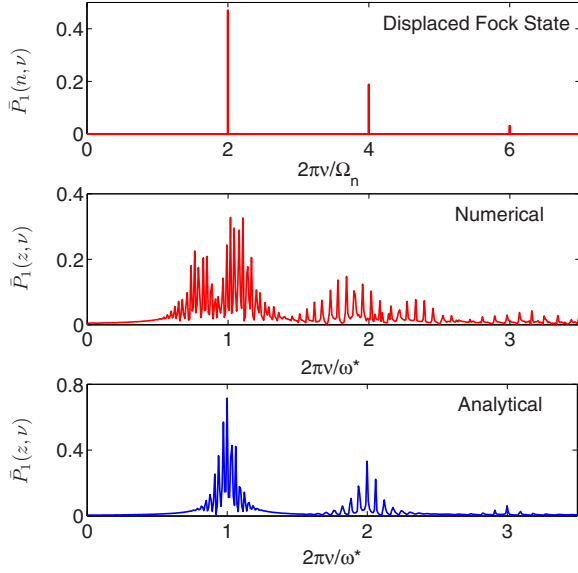 Displaced Fock State
P̄₁(n, ν)
0.4
0.2
0
0 2 4 6
2πν/Ωₙ
Numerical
P̄₁(z, ν)
0.4
0.2
0
0 1 2 3
2πν/ω*
Analytical
P̄₁(z, ν)
0.8
0.4
0
0 1 2 3
2πν/ω*